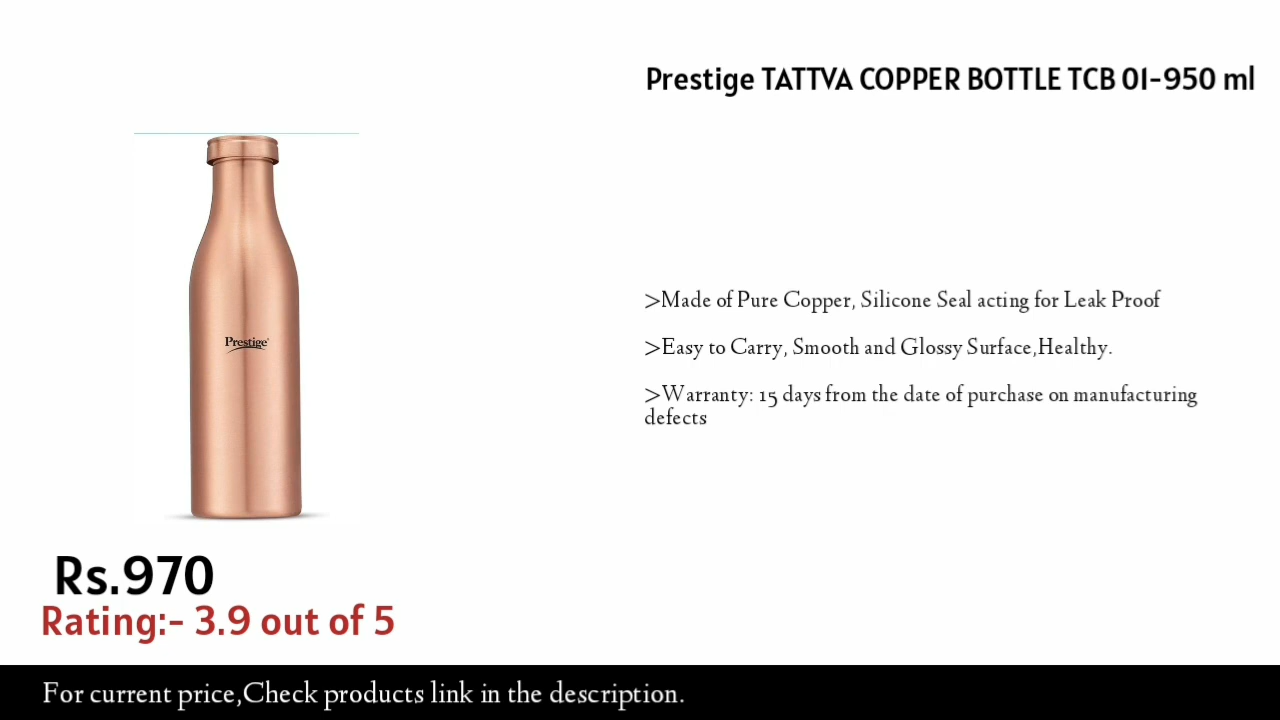 Prestige TATTVA COPPER BOTTLE TCB 01-950 ml
Prestige
>Made of Pure Copper, Silicone Seal acting for Leak Proof
>Easy to Carry, Smooth and Glossy Surface,Healthy.
>Warranty: 15 days from the date of purchase on manufacturing
defects
Rs.970
Rating:- 3.9 out of 5
For current price,Check products link in the description.